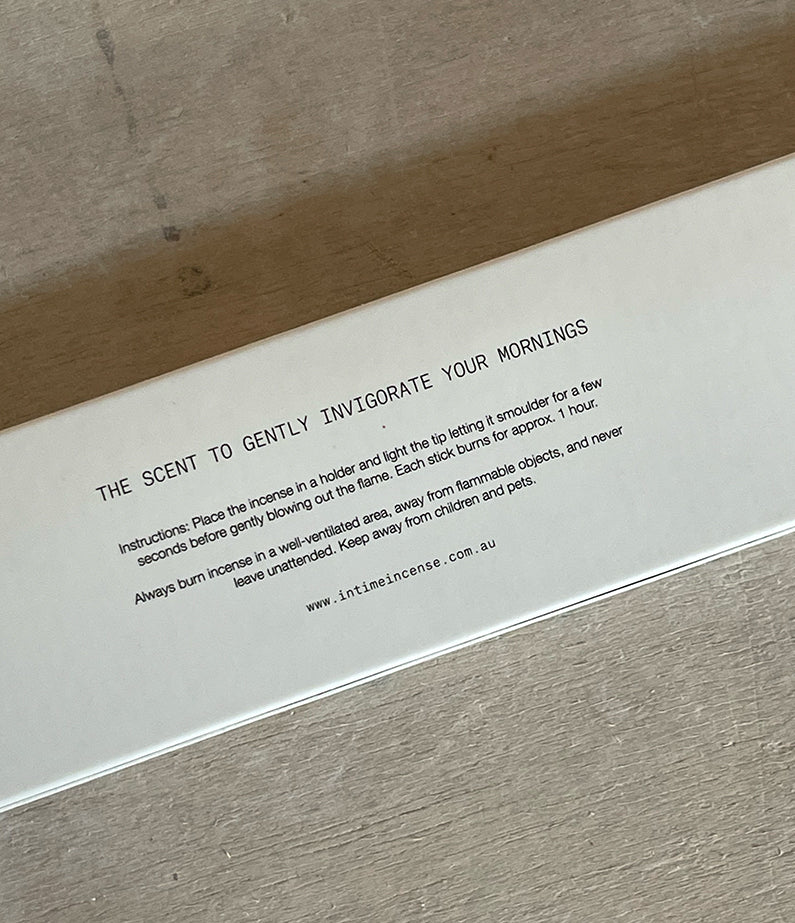 THE SCENT TO GENTLY INVIGORATE YOUR MORNINGS
Instructions: Place the incense in a holder and light the tip letting it smoulder for a few
seconds before gently blowing out the flame. Each stick burns for approx. 1 hour.
Always burn incense in a well-ventilated area, away from flammable objects, and never
leave unattended. Keep away from children and pets.
www.intimeincense.com.au